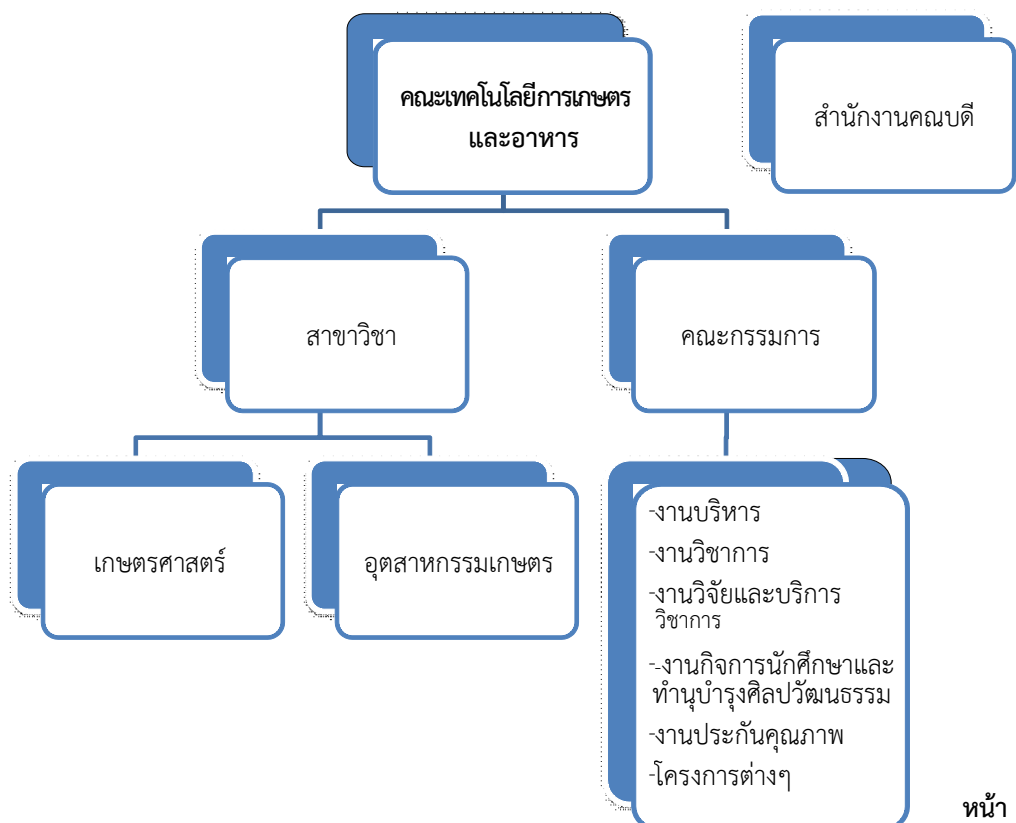 คณะเทคโนโลยีการเกษตร
และอาหาร
สำนักงานคณบดี
สาขาวิชา
คณะกรรมการ
เกษตรศาสตร์
อุตสาหกรรมเกษตร
-งานบริหาร
-งานวิชาการ
-งานวิจัยและบริการ
วิชาการ
--งานกิจการนักศึกษาและ
ทำนุบำรุงศิลปวัฒนธรรม
-งานประกันคุณภาพ
-โครงการต่างๆ
หน้า